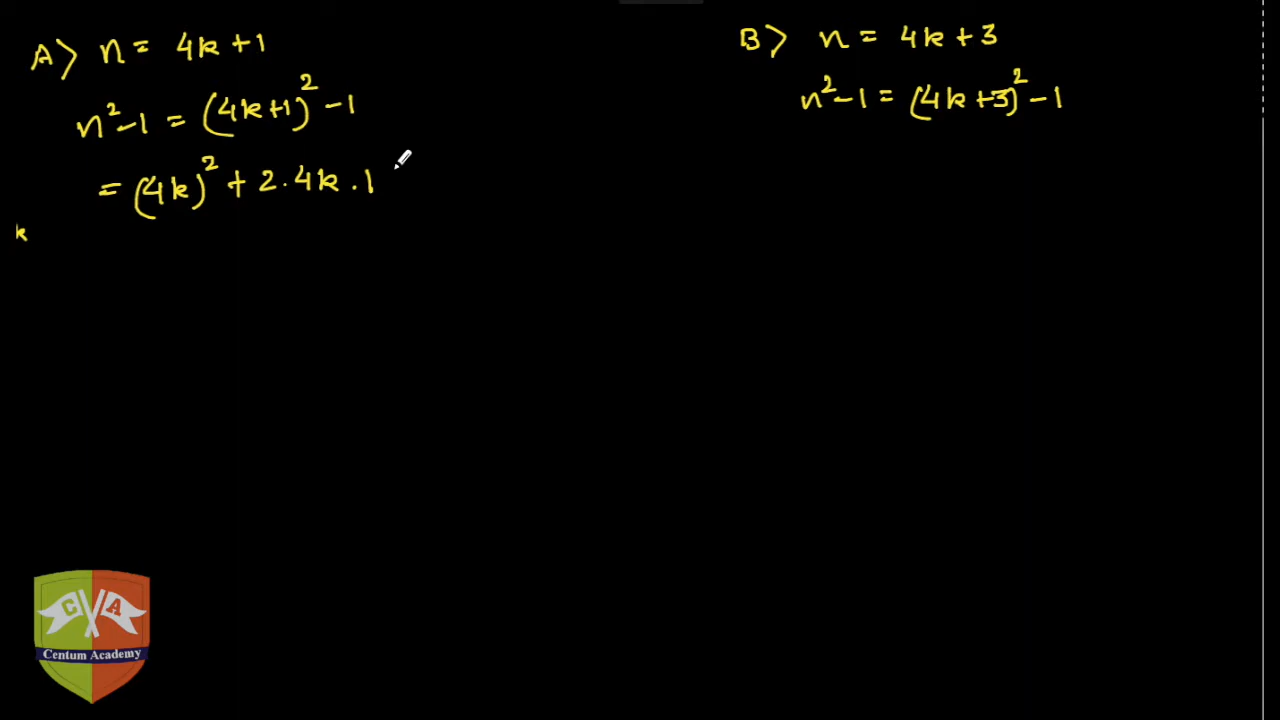 A> n = 4k+1
n²-1 = (4k+1)² -1
= (4k)² + 2.4k.1
k
B> n = 4k+3
n²-1 = (4k+3)² -1
C A
Centum Academy